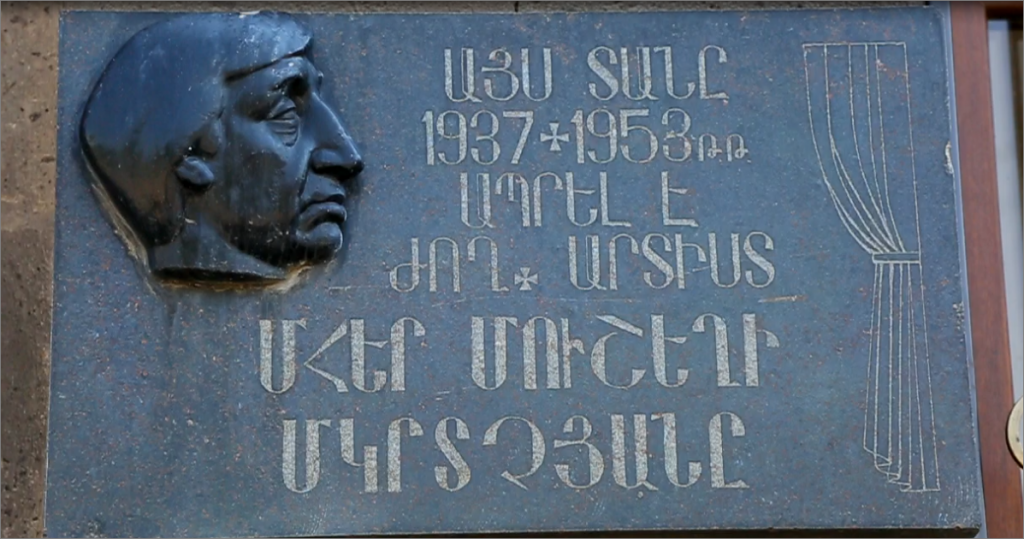 ԱՅՍ ՏԱՆԸ
1937✢1953թթ
ԱՊՐԵԼ Է
ԺՈՂ. ԱՐՏԻՍՏ
ՄՀԵՐ ՄՈՒՇԵՂԻ
ՄԿՐՏՉՅԱՆԸ